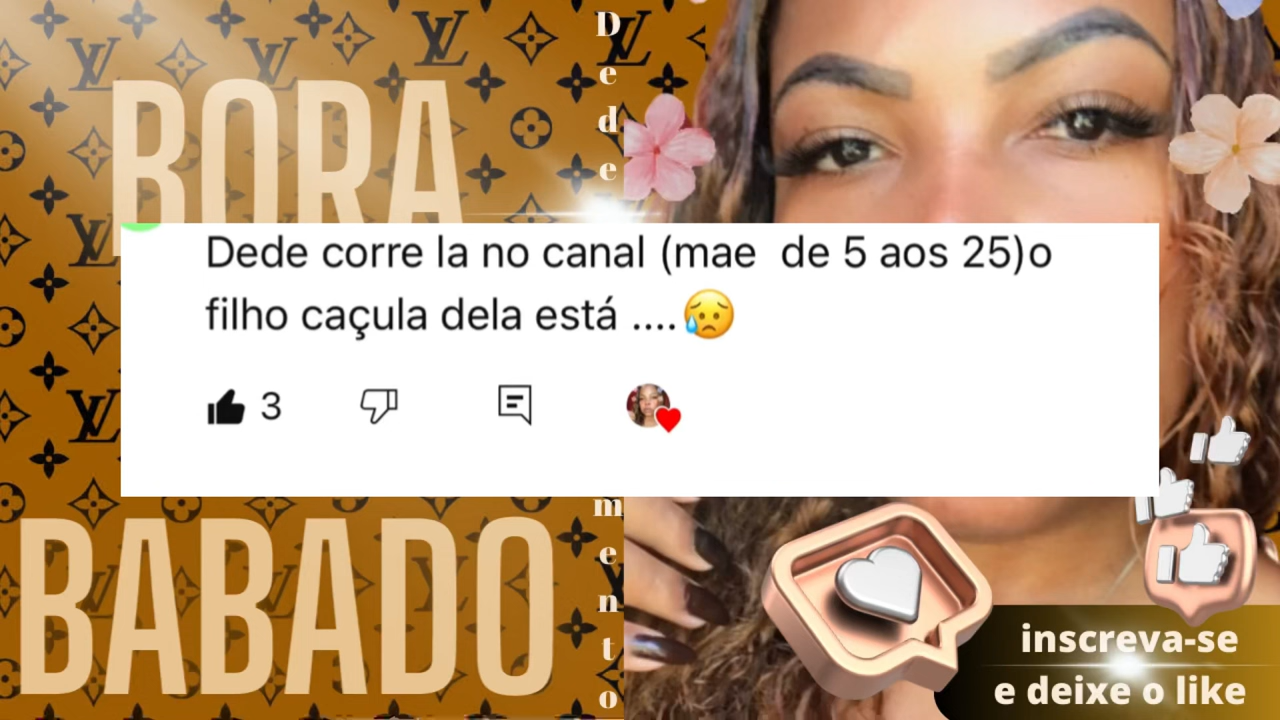 BORA
Dede corre la no canal (mae de 5 aos 25)o
filho caçula dela está ....😥
3
BABADO
inscreva-se
e deixe o like
Dede
mento